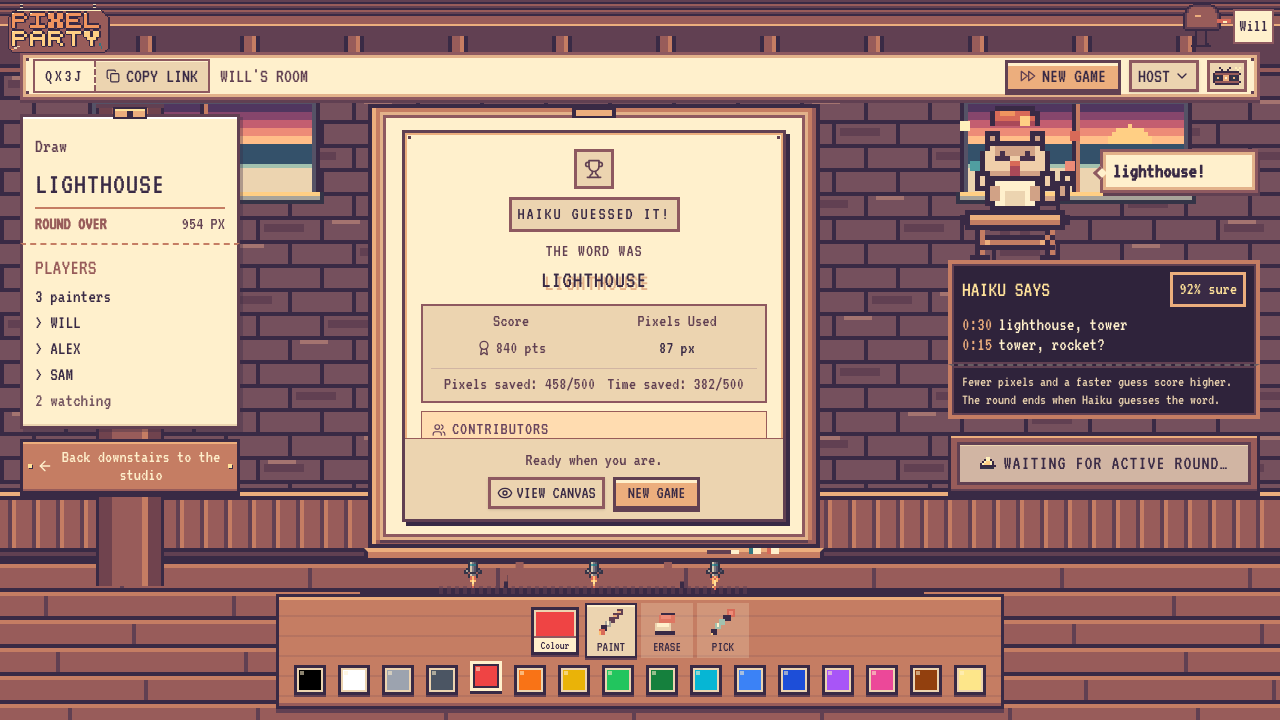 PIXEL
PARTY
Will
QX3J
COPY LINK
WILL'S ROOM
NEW GAME
HOST
Draw
LIGHTHOUSE
ROUND OVER
954 PX
PLAYERS
3 painters
WILL
ALEX
SAM
2 watching
Back downstairs to the
studio
HAIKU GUESSED IT!
THE WORD WAS
LIGHTHOUSE
Score
Pixels Used
840 pts
87 px
Pixels saved: 458/500
Time saved: 382/500
CONTRIBUTORS
Ready when you are.
VIEW CANVAS
NEW GAME
lighthouse!
HAIKU SAYS
92% sure
0:30 lighthouse, tower
0:15 tower, rocket?
Fewer pixels and a faster guess score higher.
The round ends when Haiku guesses the word.
WAITING FOR ACTIVE ROUND…
Colour
PAINT
ERASE
PICK